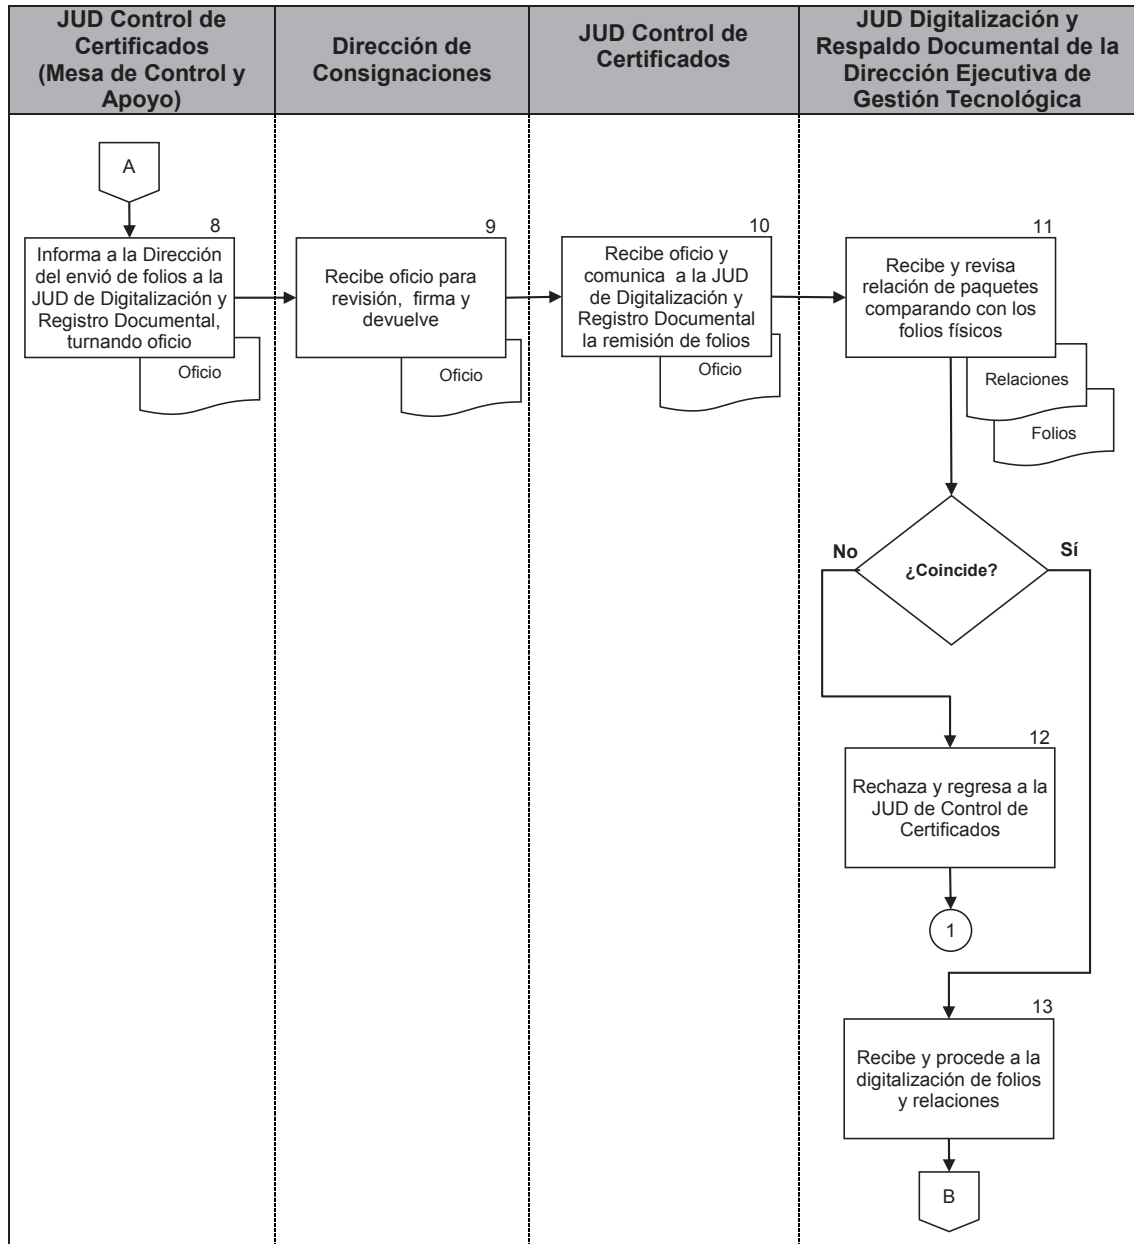 JUD Control de
Certificados
(Mesa de Control y
Apoyo)
Dirección de
Consignaciones
JUD Control de
Certificados
JUD Digitalización y
Respaldo Documental de la
Dirección Ejecutiva de
Gestión Tecnológica
A
8
Informa a la Dirección
del envió de folios a la
JUD de Digitalización y
Registro Documental,
turnando oficio
Oficio
9
Recibe oficio para
revisión, firma y
devuelve
Oficio
10
Recibe oficio y
comunica a la JUD
de Digitalización y
Registro Documental
la remisión de folios
Oficio
11
Recibe y revisa
relación de paquetes
comparando con los
folios físicos
Relaciones
Folios
No
¿Coincide?
Sí
12
Rechaza y regresa a la
JUD de Control de
Certificados
1
13
Recibe y procede a la
digitalización de folios
y relaciones
B